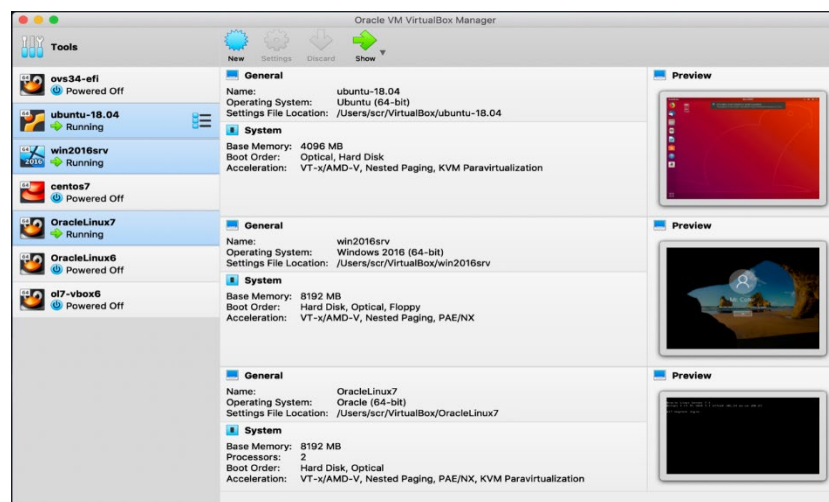 Oracle VM VirtualBox Manager
Tools
New
Settings
Discard
Show
ovs34-efi
Powered Off
ubuntu-18.04
Running
win2016srv
Running
centos7
Powered Off
OracleLinux7
Running
OracleLinux6
Powered Off
ol7-vbox6
Powered Off
General
Name: ubuntu-18.04
Operating System: Ubuntu (64-bit)
Settings File Location: /Users/scr/VirtualBox/ubuntu-18.04
System
Base Memory: 4096 MB
Boot Order: Optical, Hard Disk
Acceleration: VT-x/AMD-V, Nested Paging, KVM Paravirtualization
Preview
General
Name: win2016srv
Operating System: Windows 2016 (64-bit)
Settings File Location: /Users/scr/VirtualBox/win2016srv
System
Base Memory: 8192 MB
Boot Order: Hard Disk, Optical, Floppy
Acceleration: VT-x/AMD-V, Nested Paging, PAE/NX
Preview
General
Name: OracleLinux7
Operating System: Oracle (64-bit)
Settings File Location: /Users/scr/VirtualBox/OracleLinux7
System
Base Memory: 8192 MB
Processors: 2
Boot Order: Hard Disk, Optical
Acceleration: VT-x/AMD-V, Nested Paging, PAE/NX, KVM Paravirtualization
Preview